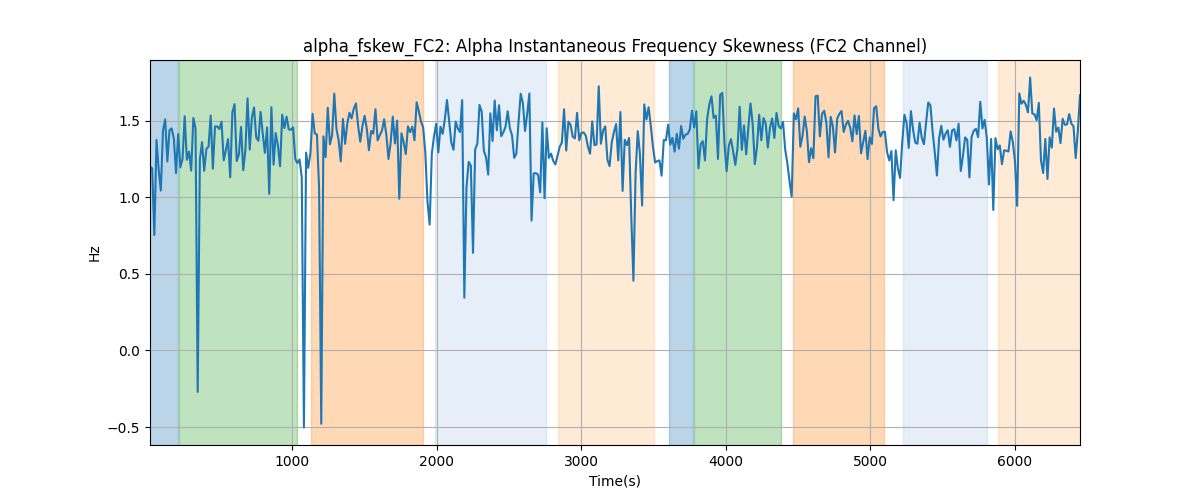 alpha_fskew_FC2: Alpha Instantaneous Frequency Skewness (FC2 Channel)
Hz
1.5
1.0
0.5
0.0
−0.5
1000 2000 3000 4000 5000 6000
Time(s)